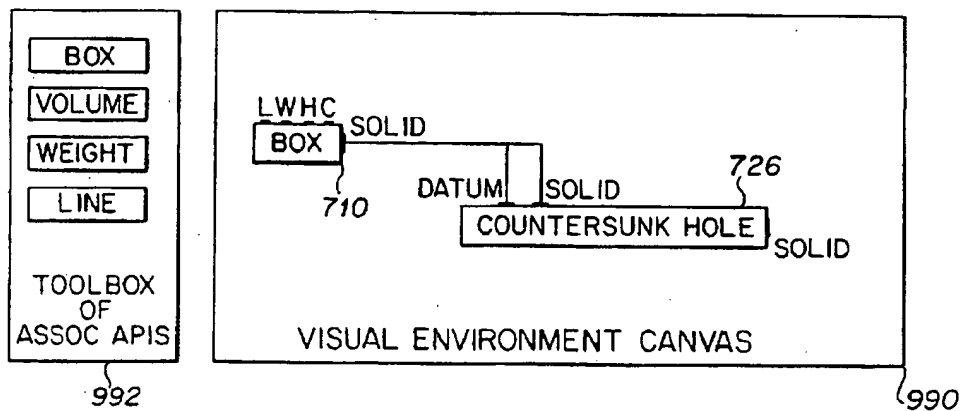 BOX
VOLUME
WEIGHT
LINE
TOOLBOX
OF
ASSOC APIS
992
LWHC
SOLID
BOX
710
DATUM
SOLID
726
COUNTERSUNK HOLE
SOLID
VISUAL ENVIRONMENT CANVAS
990